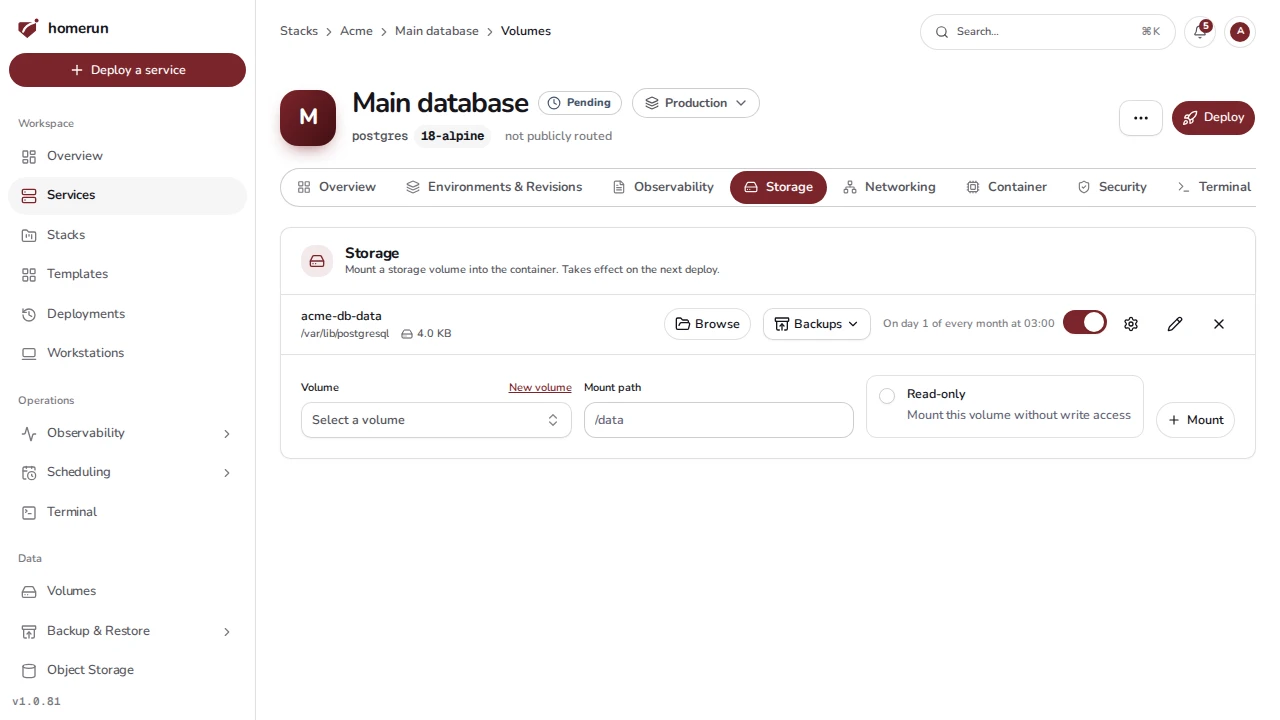 homerun
Deploy a service
Workspace
Overview
Services
Stacks
Templates
Deployments
Workstations
Operations
Observability
Scheduling
Terminal
Data
Volumes
Backup & Restore
Object Storage
v1.0.81
Stacks > Acme > Main database > Volumes
Search... ⌘K
5
A
M
Main database Pending Production
postgres 18-alpine not publicly routed
Deploy
Overview Environments & Revisions Observability Storage Networking Container Security Terminal
Storage
Mount a storage volume into the container. Takes effect on the next deploy.
acme-db-data
/var/lib/postgresql 4.0 KB
Browse Backups On day 1 of every month at 03:00
Volume New volume Mount path
Select a volume /data
Read-only
Mount this volume without write access
Mount